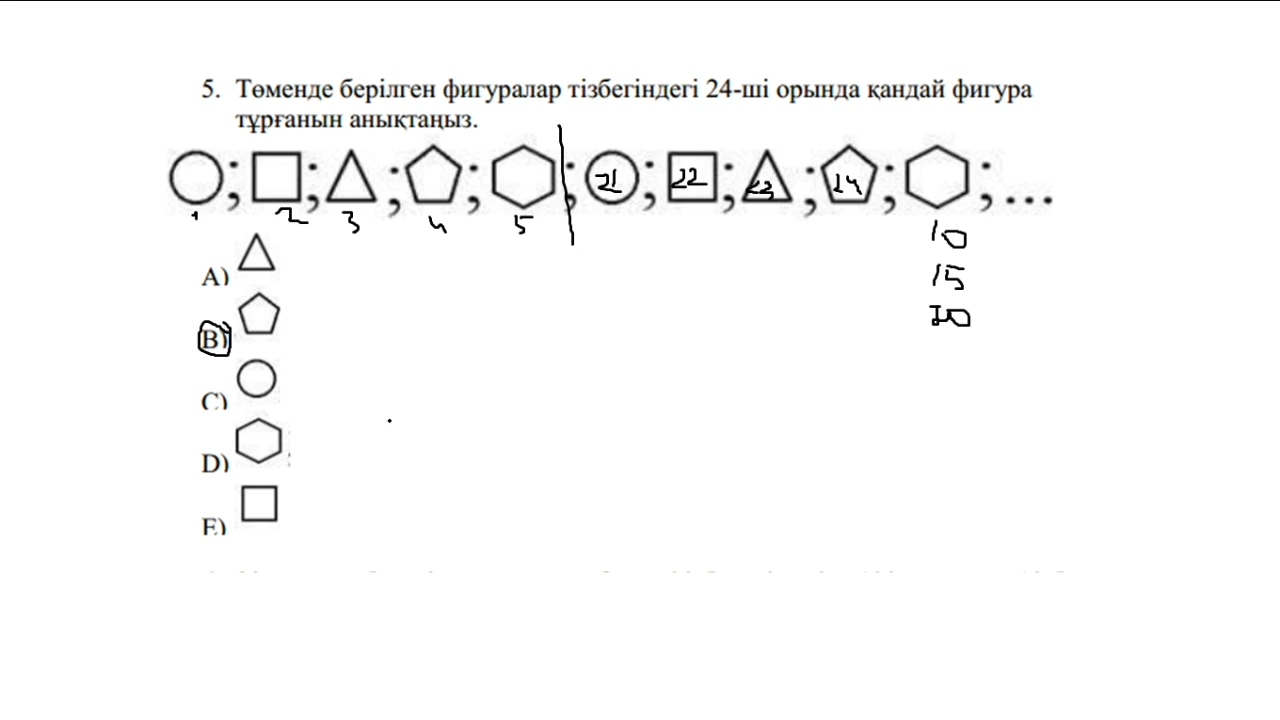 5. Төменде берілген фигуралар тізбегіндегі 24-ші орында қандай фигура
тұрғанын анықтаңыз.
; ; ; ; ; 21 ; 22 ; 23 ; 24 ; ; ...
1 2 3 4 5 10
15
20
A)
B)
C)
D)
E)